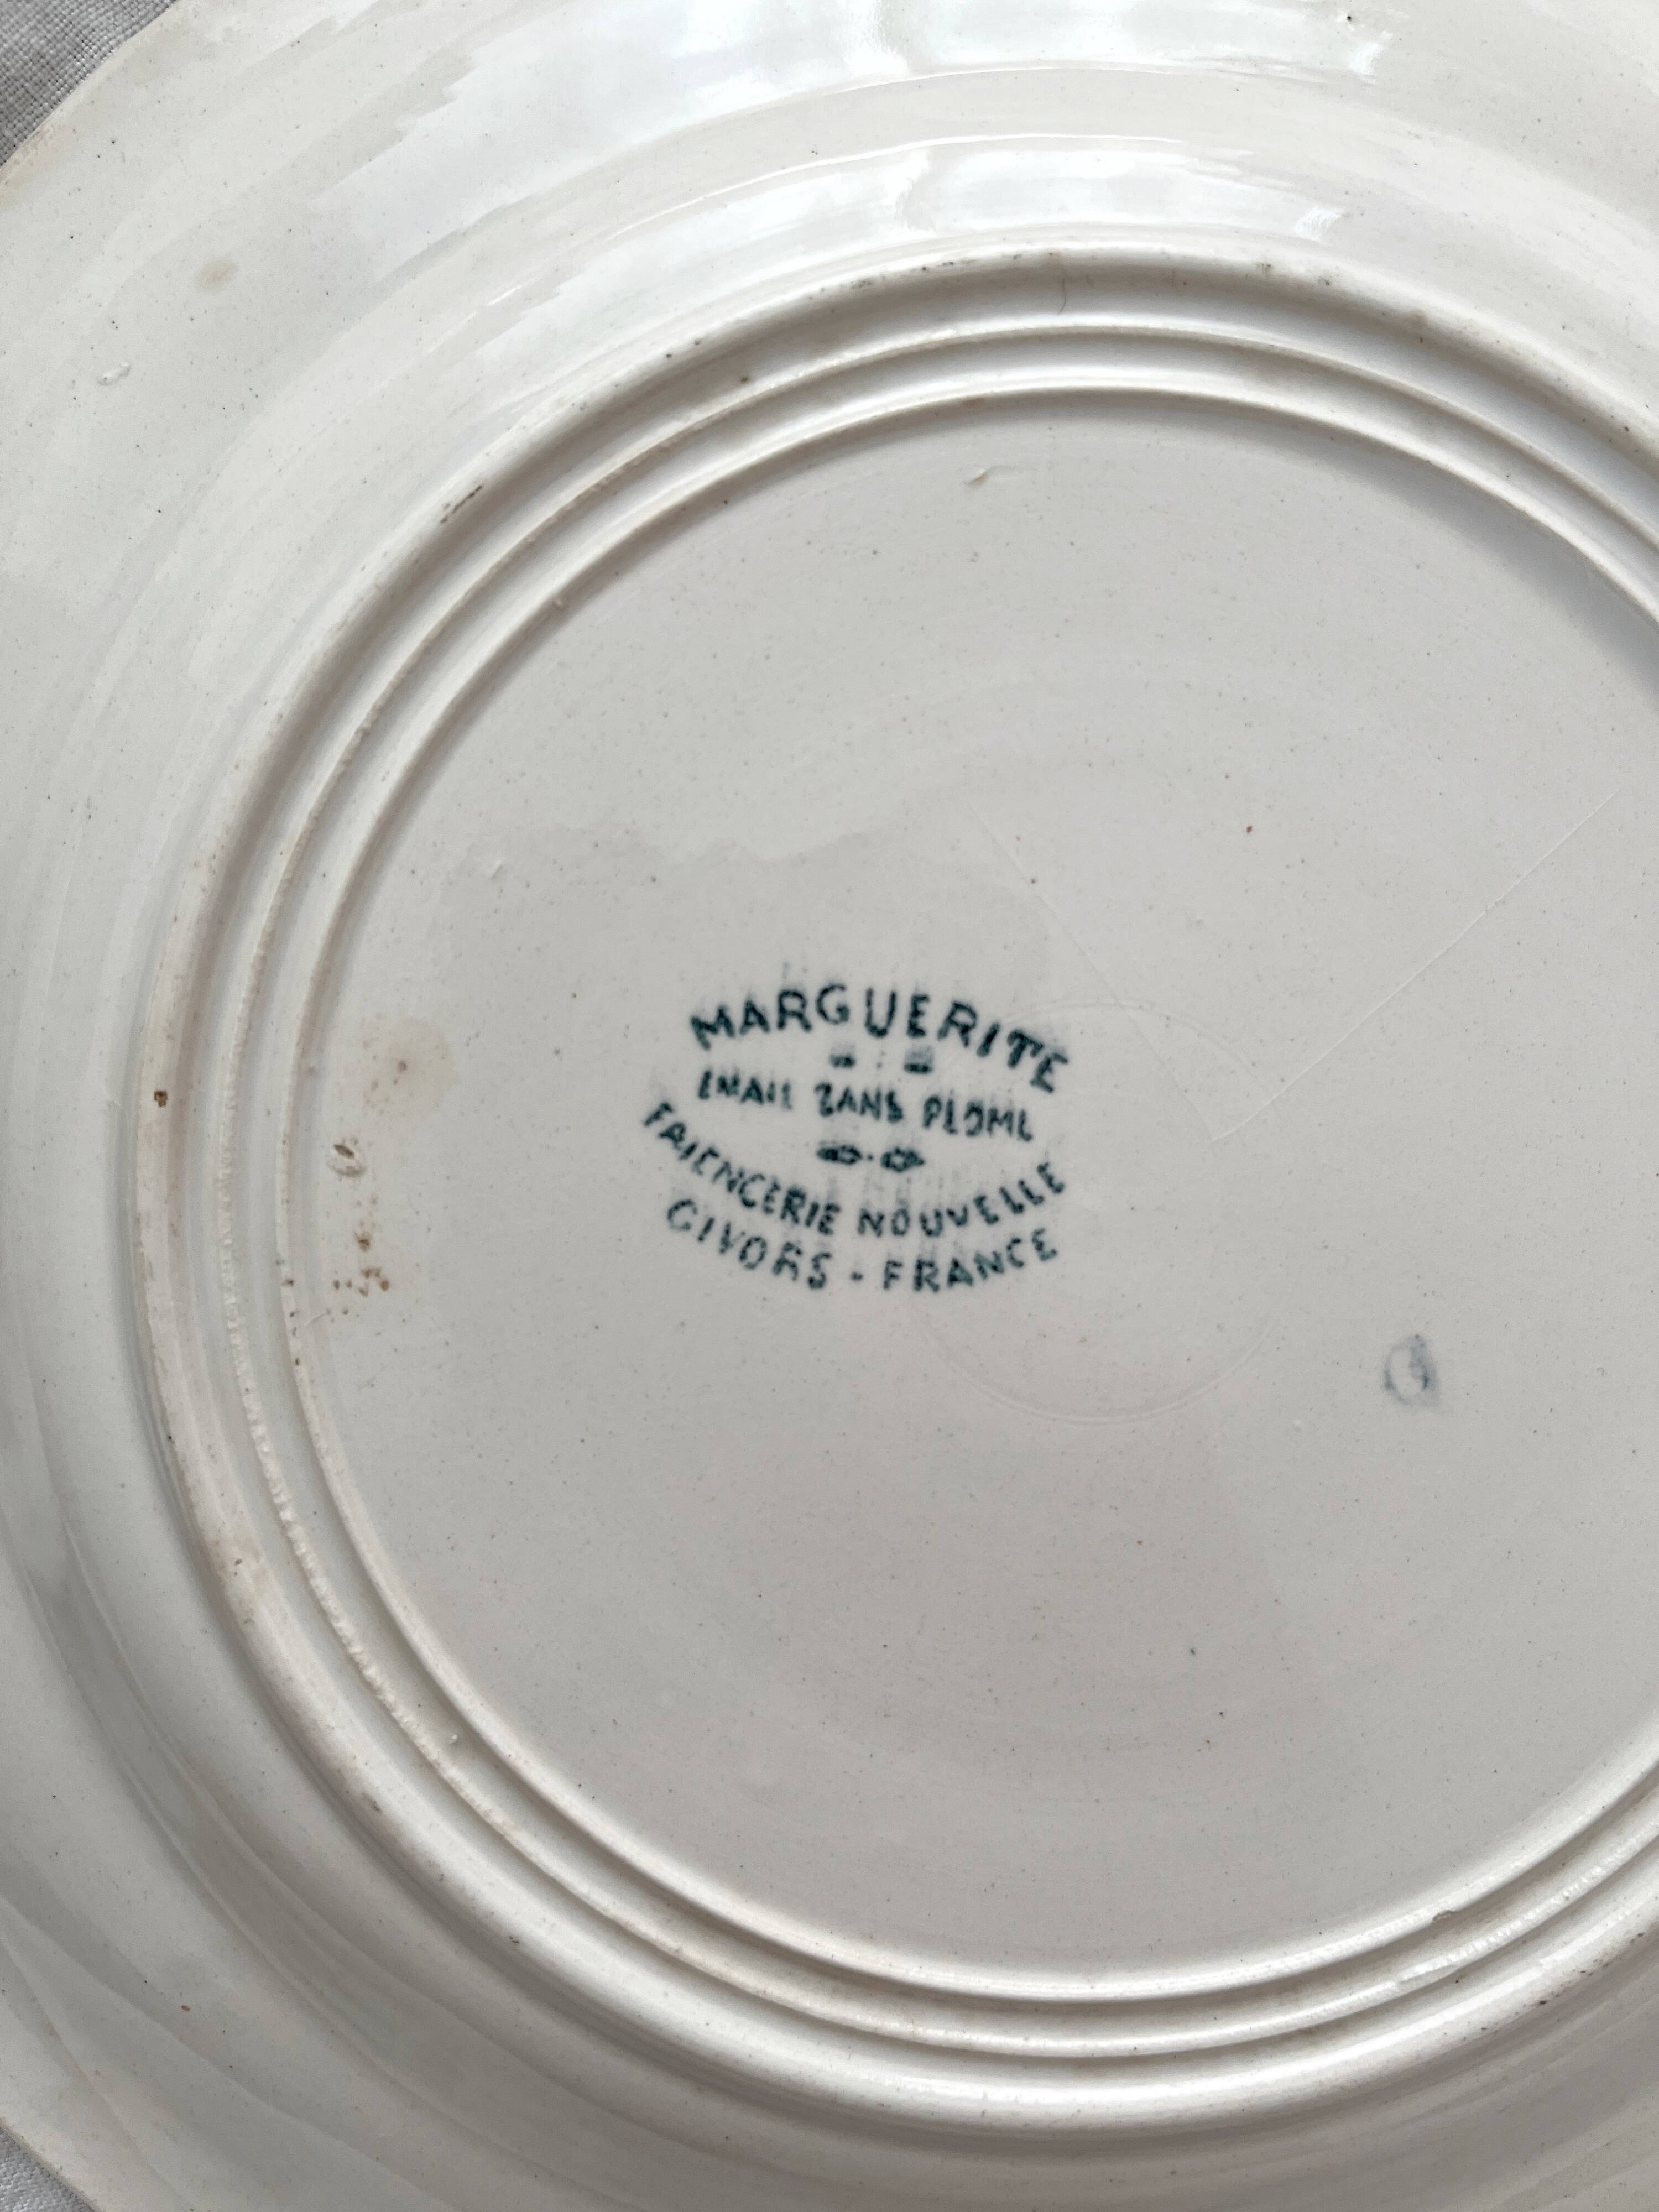 MARGUERITE
EMAIL SANS PLOMB
FAIENCERIE NOUVELLE
GIVORS - FRANCE